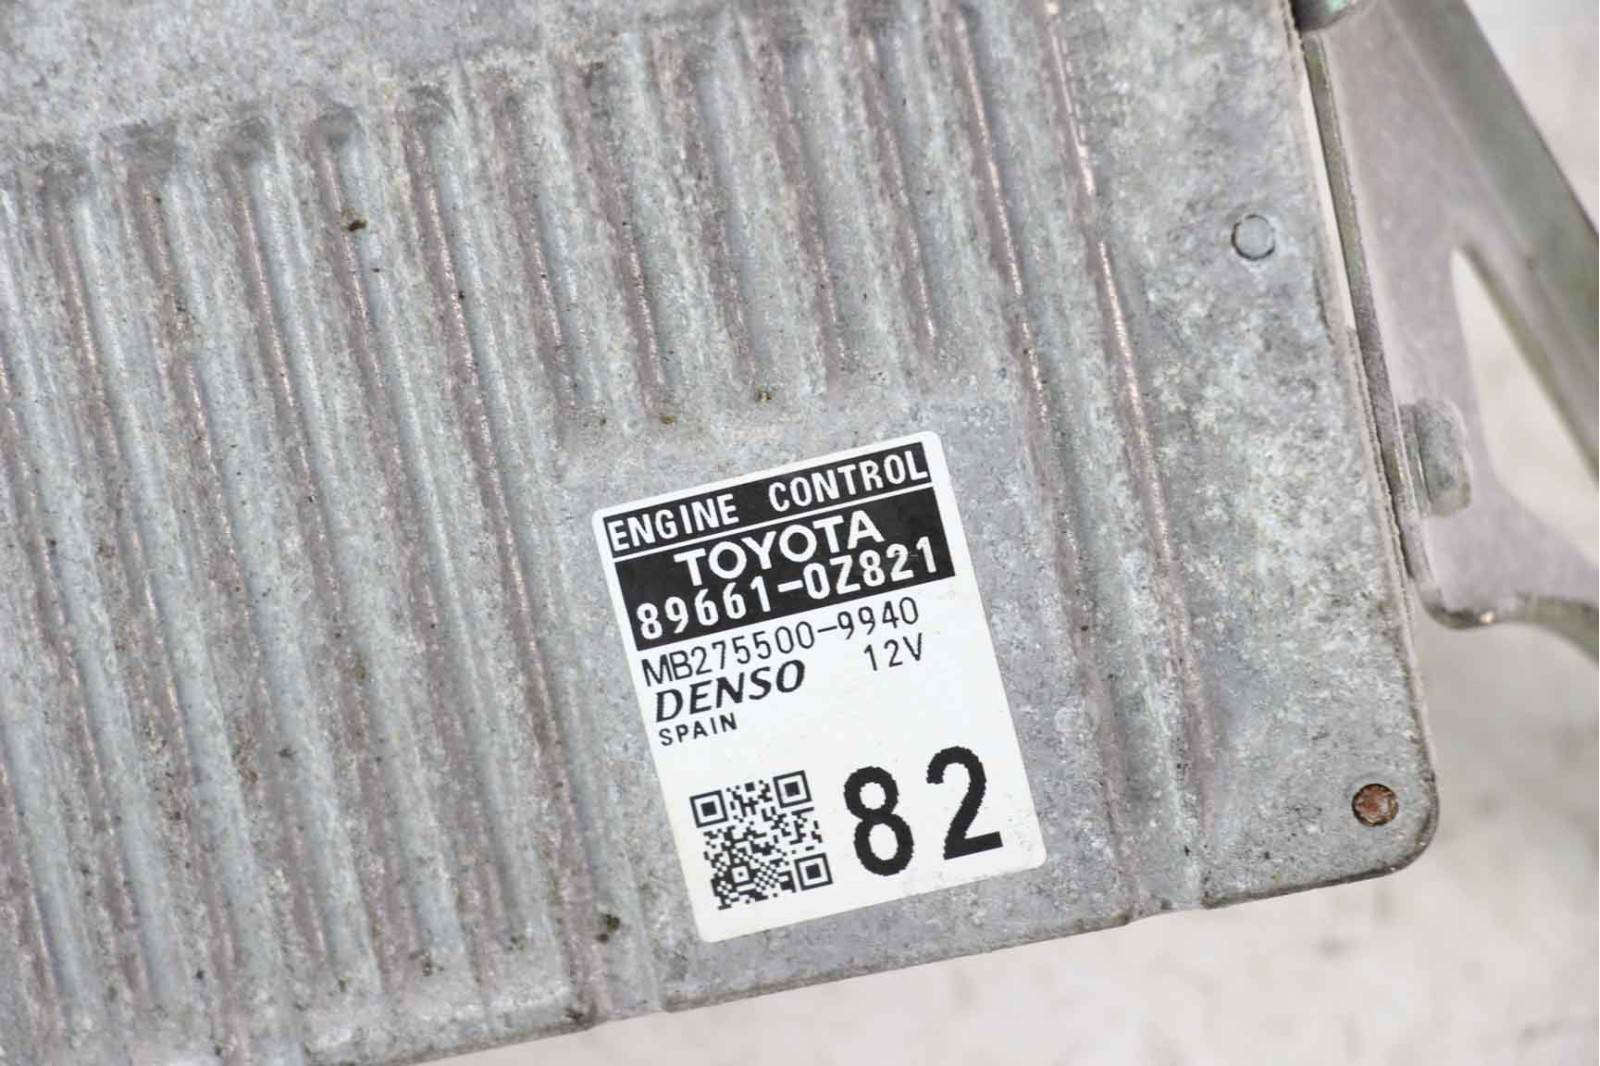 ENGINE CONTROL
TOYOTA
89661-0Z821
MB275500-9940
DENSO 12V
SPAIN
82